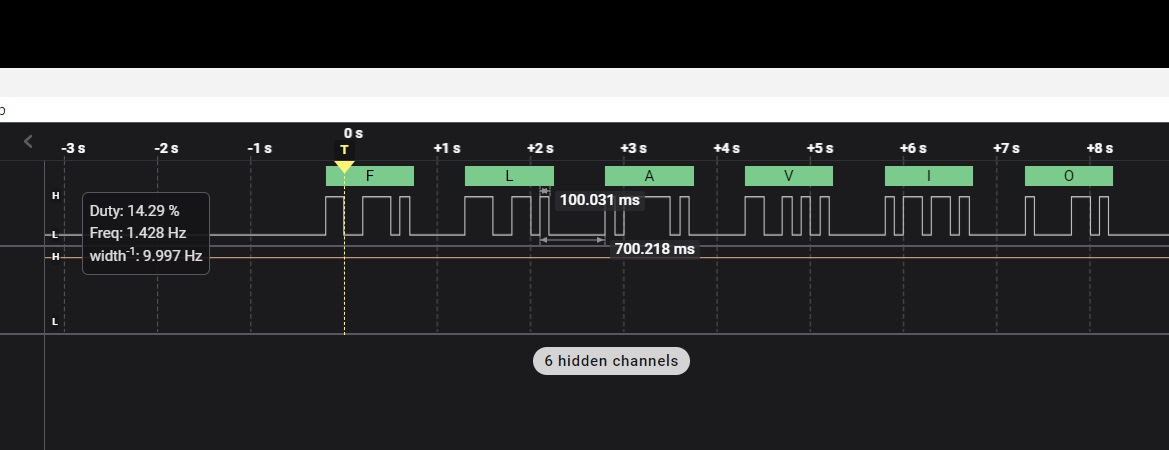 0 s
-3 s -2 s -1 s T +1 s +2 s +3 s +4 s +5 s +6 s +7 s +8 s
F L A V I O
H
100.031 ms
Duty: 14.29 %
Freq: 1.428 Hz
L
700.218 ms
width-1: 9.997 Hz
H
L
6 hidden channels